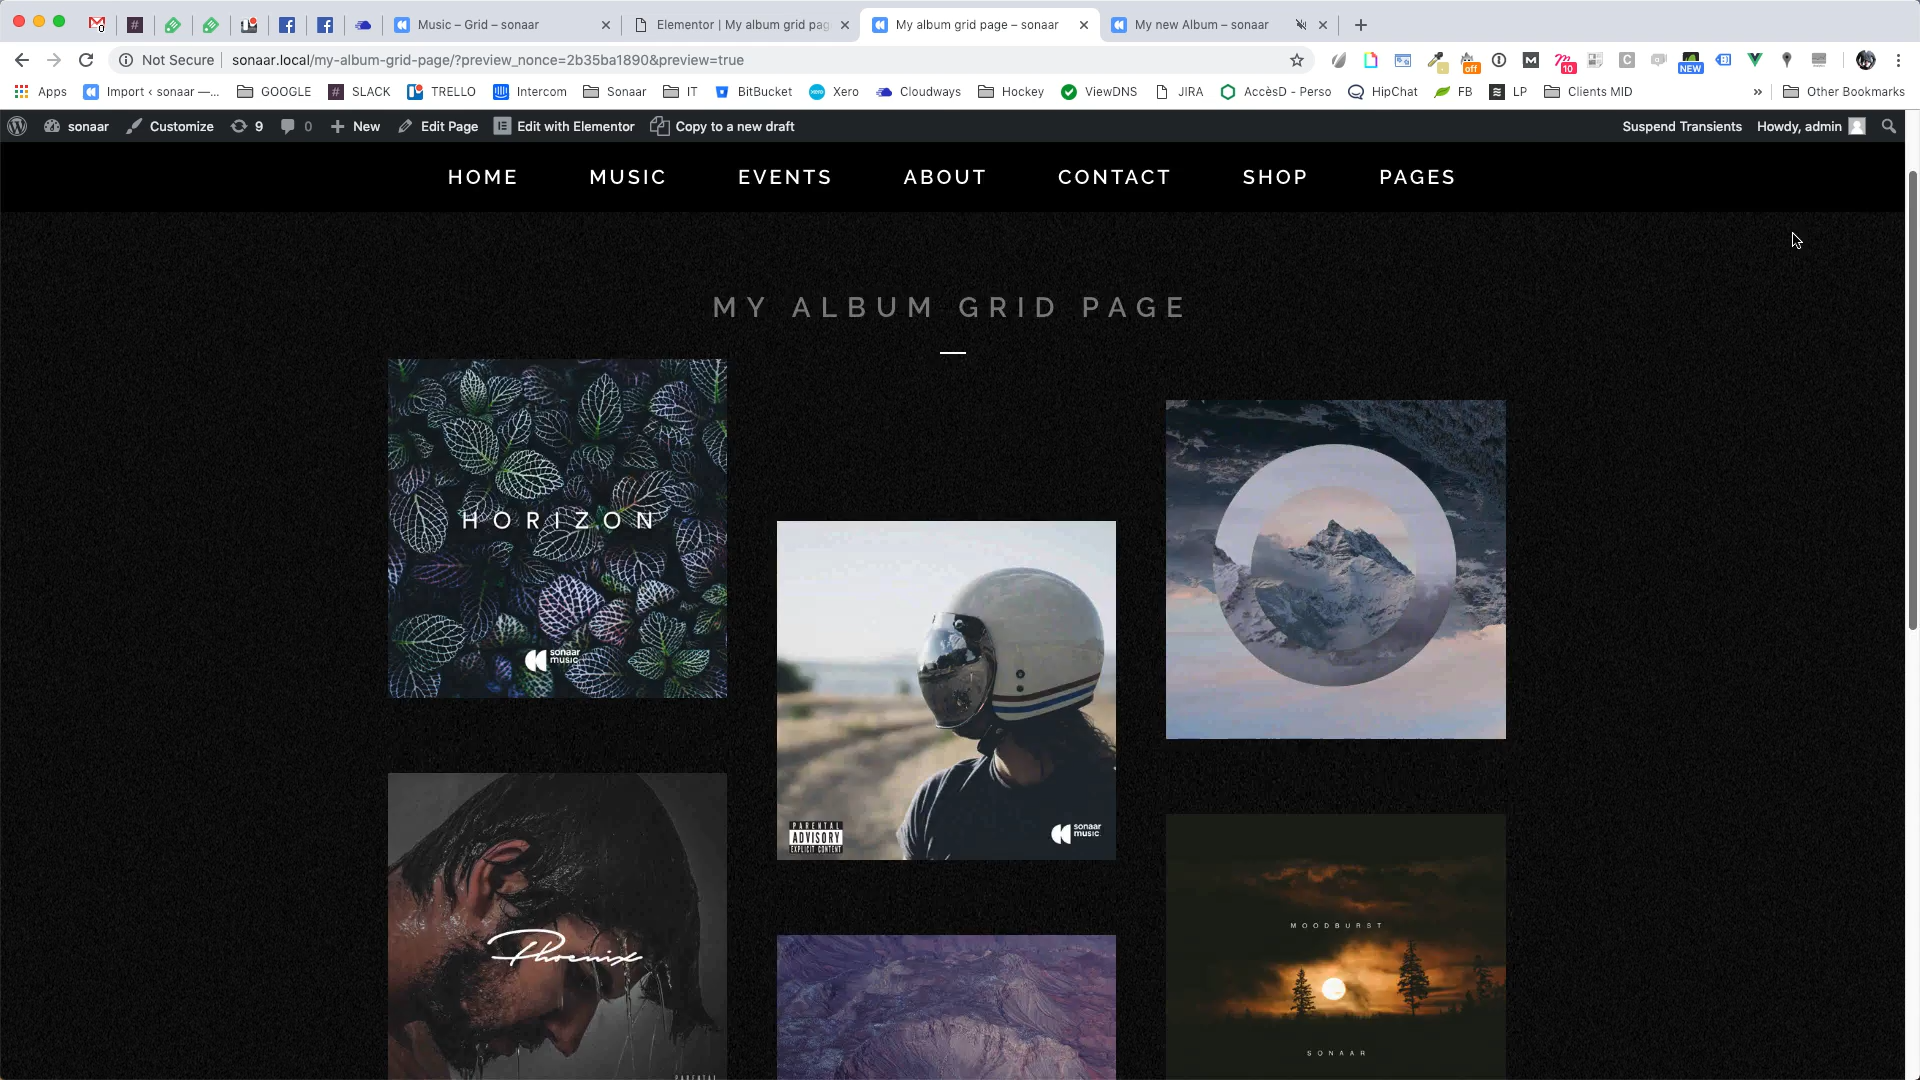 Music – Grid – sonaar
Elementor | My album grid pag
My album grid page – sonaar
My new Album – sonaar
Not Secure
sonaar.local/my-album-grid-page/?preview_nonce=2b35ba1890&preview=true
off
10
NEW
Apps
Import ‹ sonaar —...
GOOGLE
SLACK
TRELLO
Intercom
Sonaar
IT
BitBucket
Xero
Cloudways
Hockey
ViewDNS
JIRA
AccèsD - Perso
HipChat
FB
LP
Clients MID
»
Other Bookmarks
sonaar
Customize
9
0
New
Edit Page
Edit with Elementor
Copy to a new draft
Suspend Transients
Howdy, admin
HOME
MUSIC
EVENTS
ABOUT
CONTACT
SHOP
PAGES
MY ALBUM GRID PAGE
HORIZON
sonaar
music
PARENTAL
ADVISORY
EXPLICIT CONTENT
sonaar
music
Phoenix
PARENTAL
MOODBURST
SONAAR